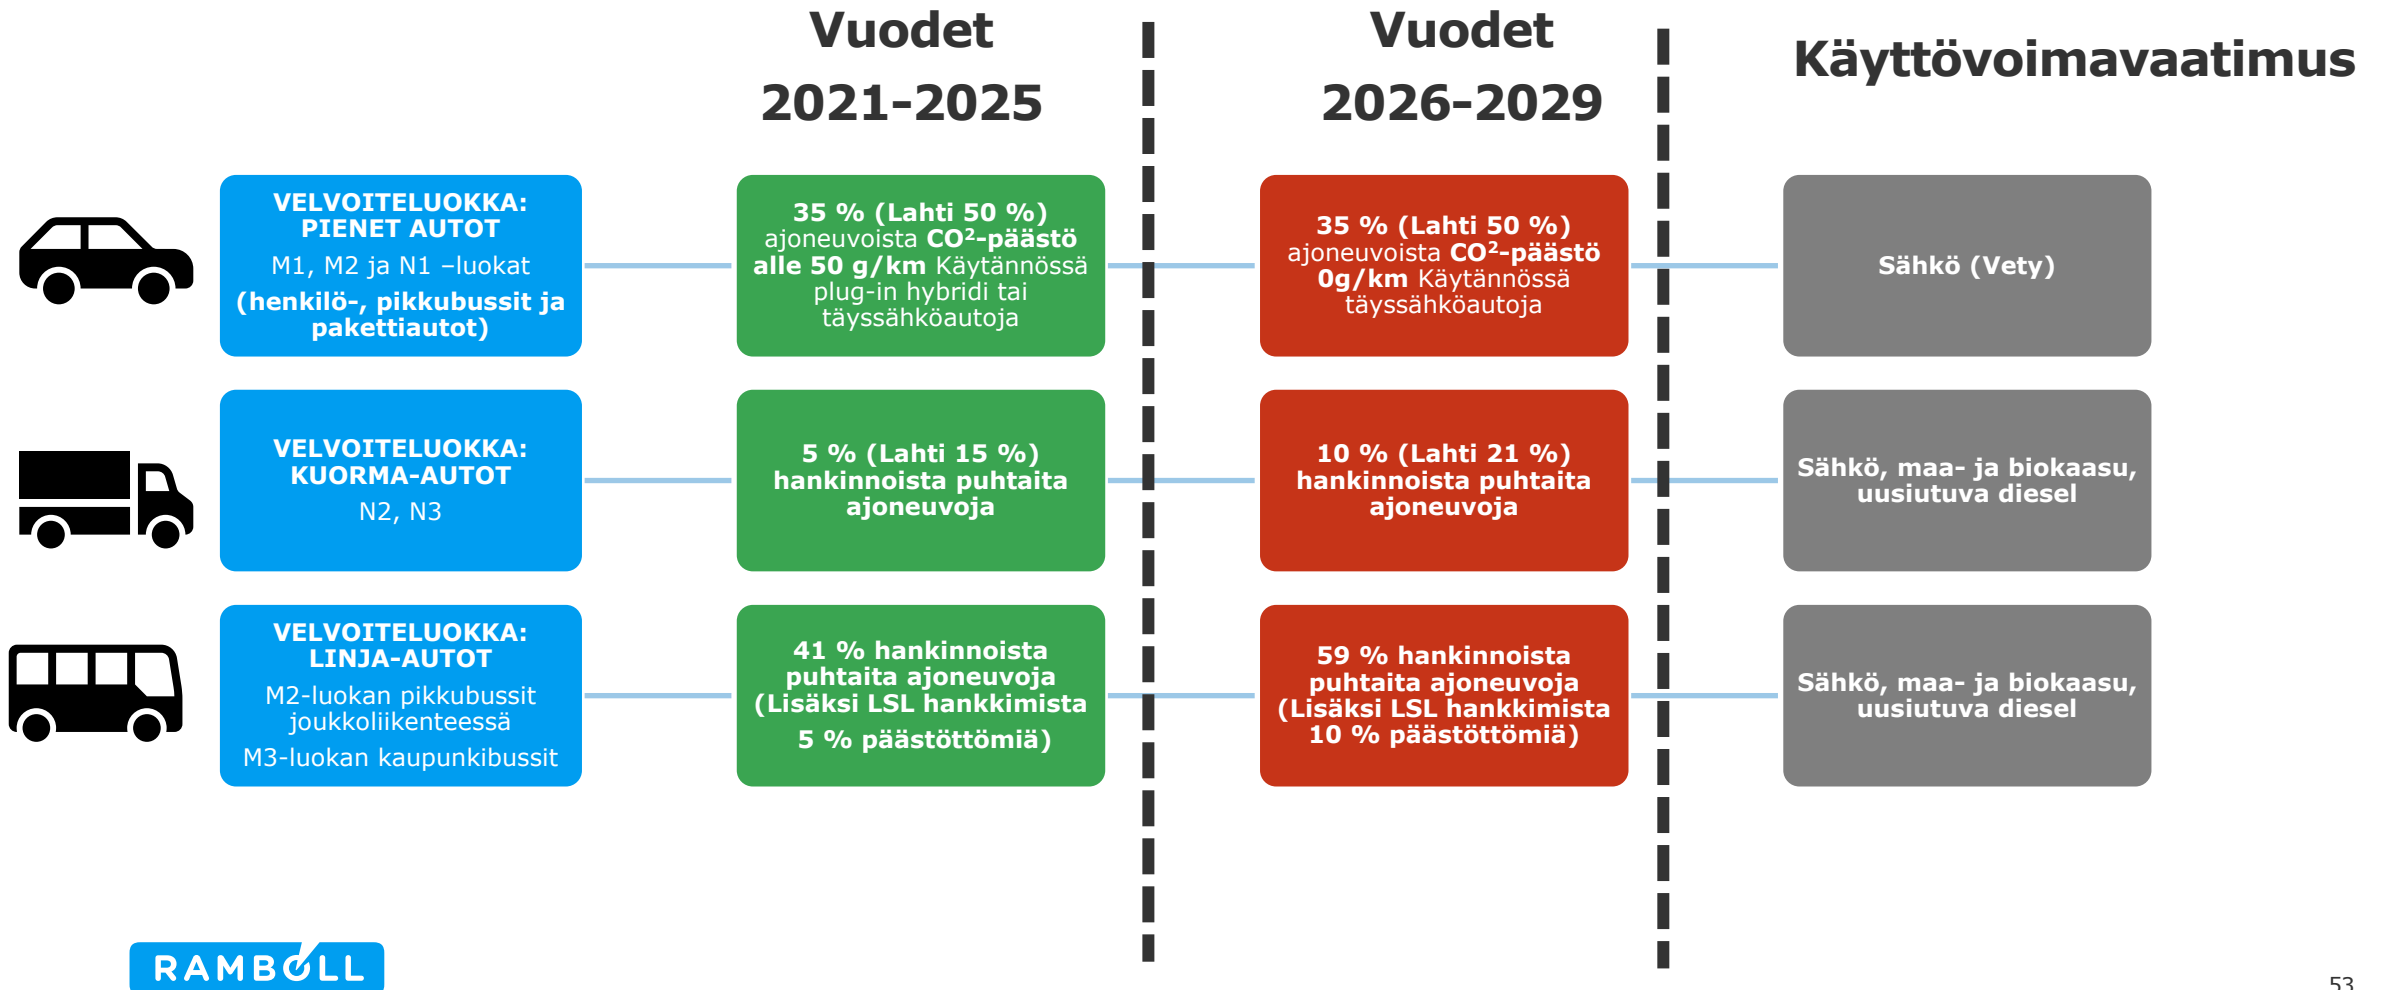 Vuodet
2021-2025
Vuodet
2026-2029
Käyttövoimavaatimus
VELVOITELUOKKA:
PIENET AUTOT
M1, M2 ja N1 –luokat
(henkilö-, pikkubussit ja
pakettiautot)
35 % (Lahti 50 %)
ajoneuvoista CO²-päästö
alle 50 g/km Käytännössä
plug-in hybridi tai
täyssähköautoja
35 % (Lahti 50 %)
ajoneuvoista CO²-päästö
0g/km Käytännössä
täyssähköautoja
Sähkö (Vety)
VELVOITELUOKKA:
KUORMA-AUTOT
N2, N3
5 % (Lahti 15 %)
hankinnoista puhtaita
ajoneuvoja
10 % (Lahti 21 %)
hankinnoista puhtaita
ajoneuvoja
Sähkö, maa- ja biokaasu,
uusiutuva diesel
VELVOITELUOKKA:
LINJA-AUTOT
M2-luokan pikkubussit
joukkoliikenteessä
M3-luokan kaupunkibussit
41 % hankinnoista
puhtaita ajoneuvoja
(Lisäksi LSL hankkimista
5 % päästöttömiä)
59 % hankinnoista
puhtaita ajoneuvoja
(Lisäksi LSL hankkimista
10 % päästöttömiä)
Sähkö, maa- ja biokaasu,
uusiutuva diesel
RAMBOLL
53